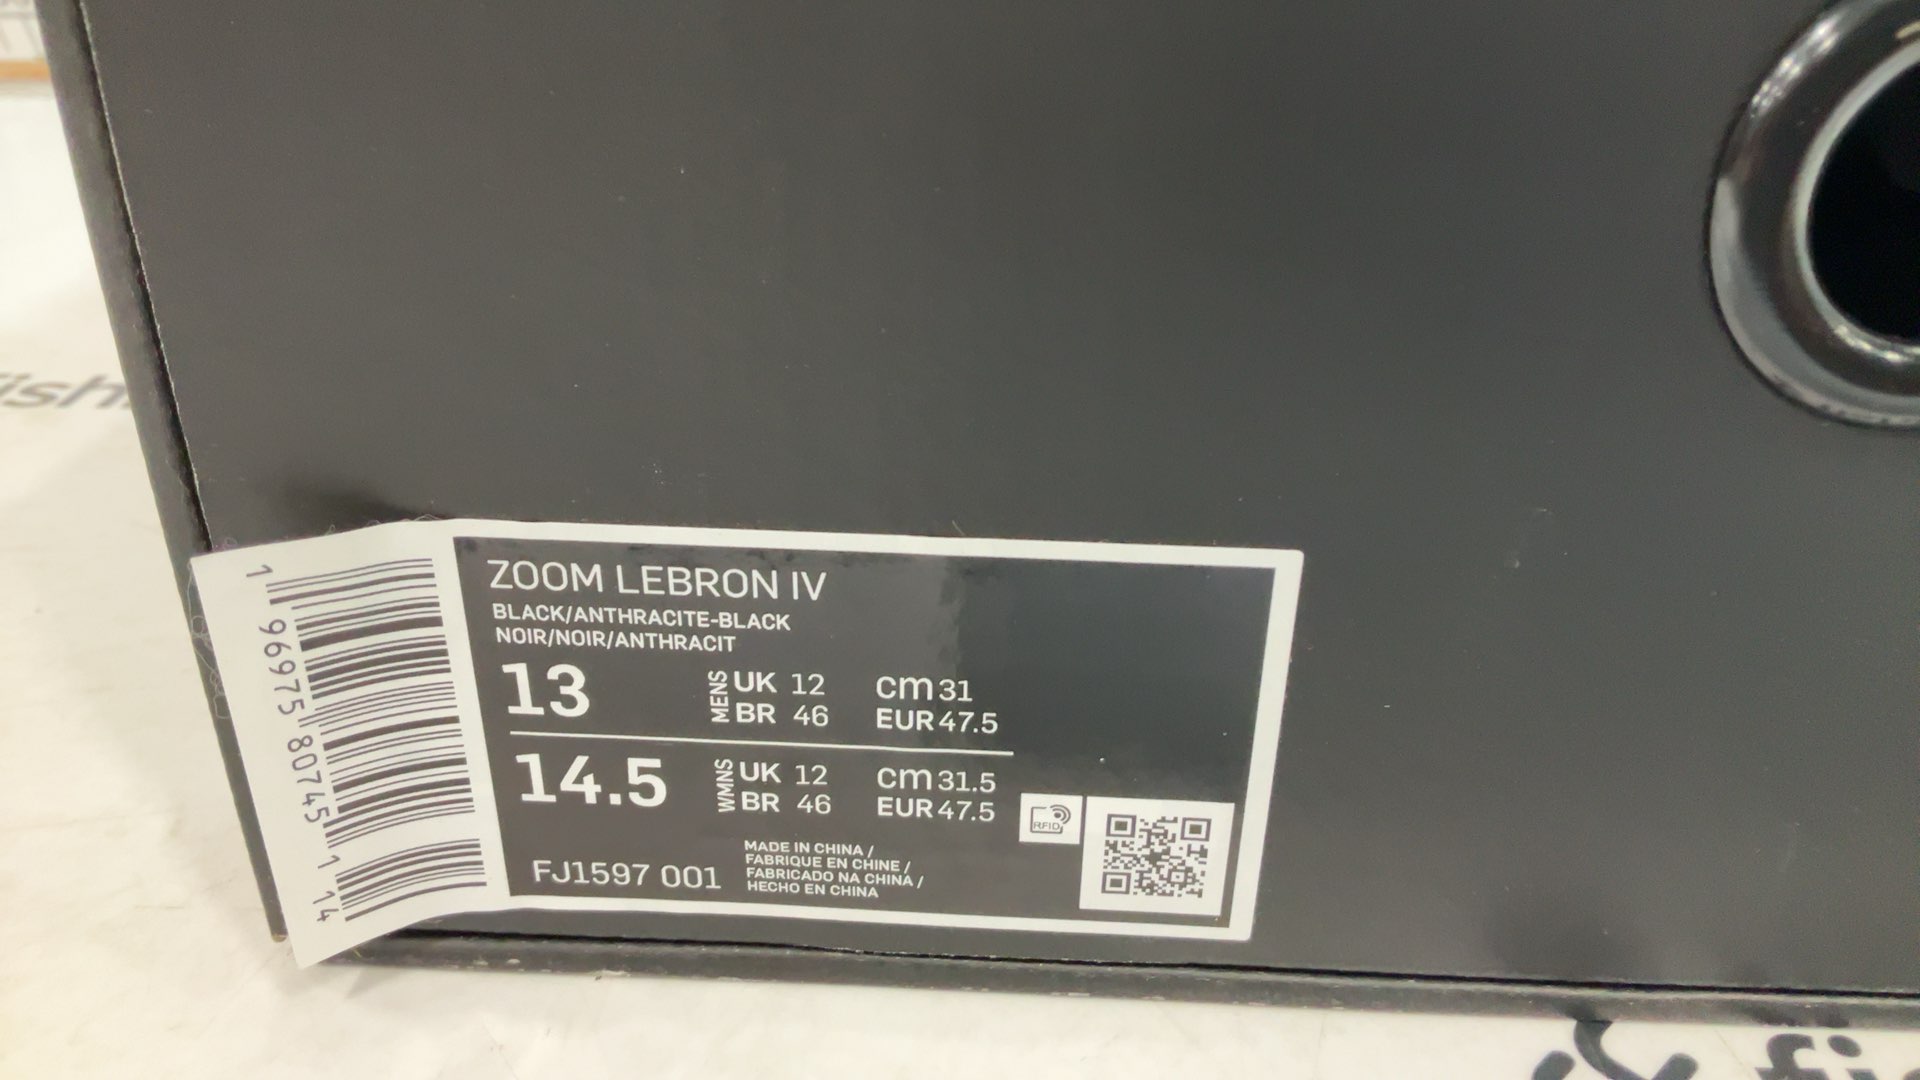 ZOOM LEBRON IV
BLACK/ANTHRACITE-BLACK
NOIR/NOIR/ANTHRACIT
13 MENS UK 12 cm 31
BR 46 EUR 47.5
14.5 WMNS UK 12 cm 31.5
BR 46 EUR 47.5
RFID
FJ1597 001
MADE IN CHINA /
FABRIQUE EN CHINE /
FABRICADO NA CHINA /
HECHO EN CHINA
1 96975 80745 1 14